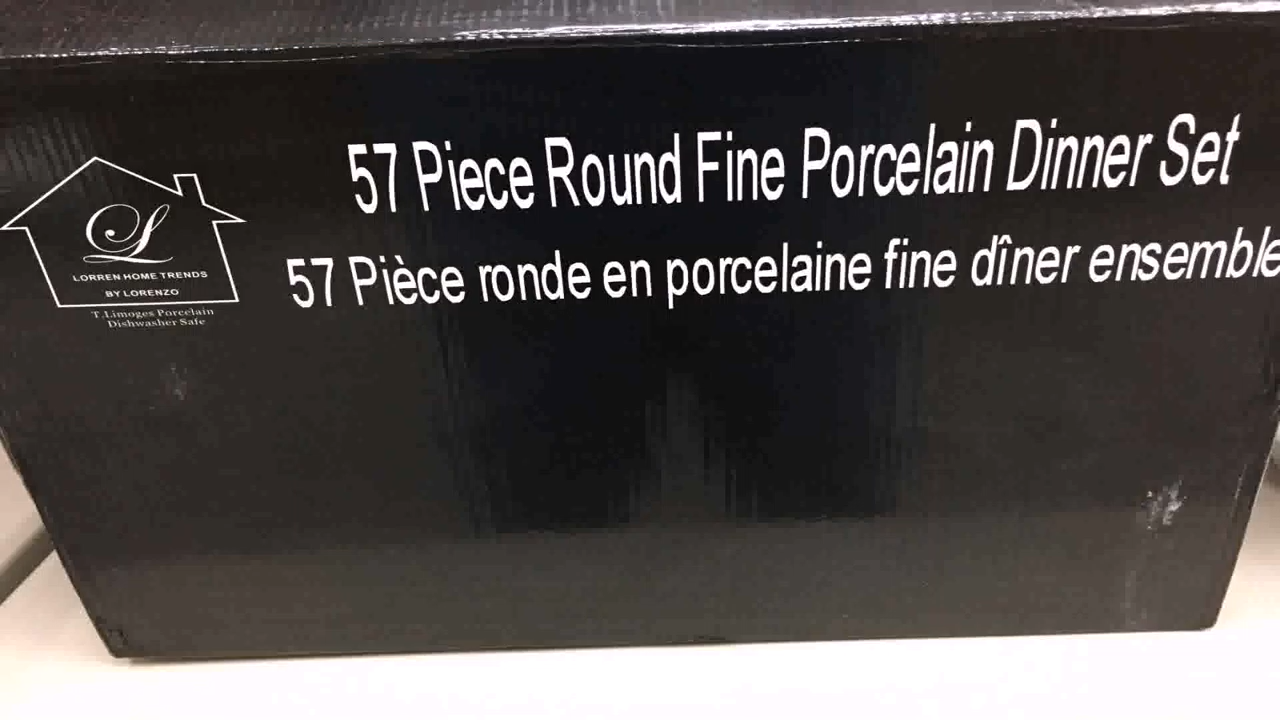 57 Piece Round Fine Porcelain Dinner Set
57 Pièce ronde en porcelaine fine dîner ensemble
L
LORREN HOME TRENDS
BY LORENZO
T.Limoges Porcelain
Dishwasher Safe